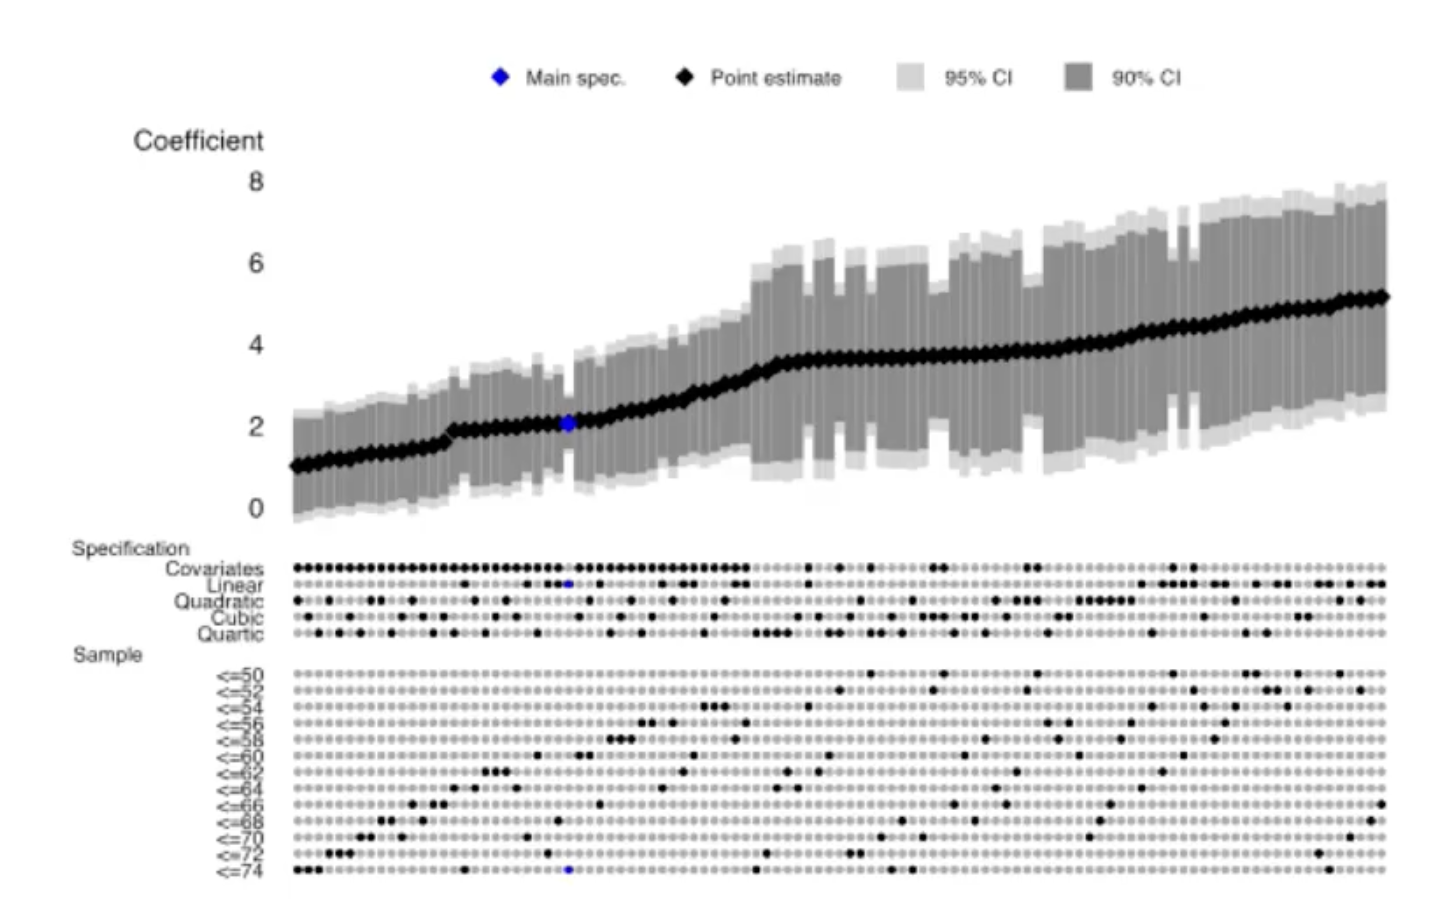 Main spec. Point estimate 95% CI 90% CI
Coefficient
8
6
4
2
0
Specification
Covariates
Linear
Quadratic
Cubic
Quartic
Sample
<=50
<=52
<=54
<=56
<=58
<=60
<=62
<=64
<=66
<=68
<=70
<=72
<=74